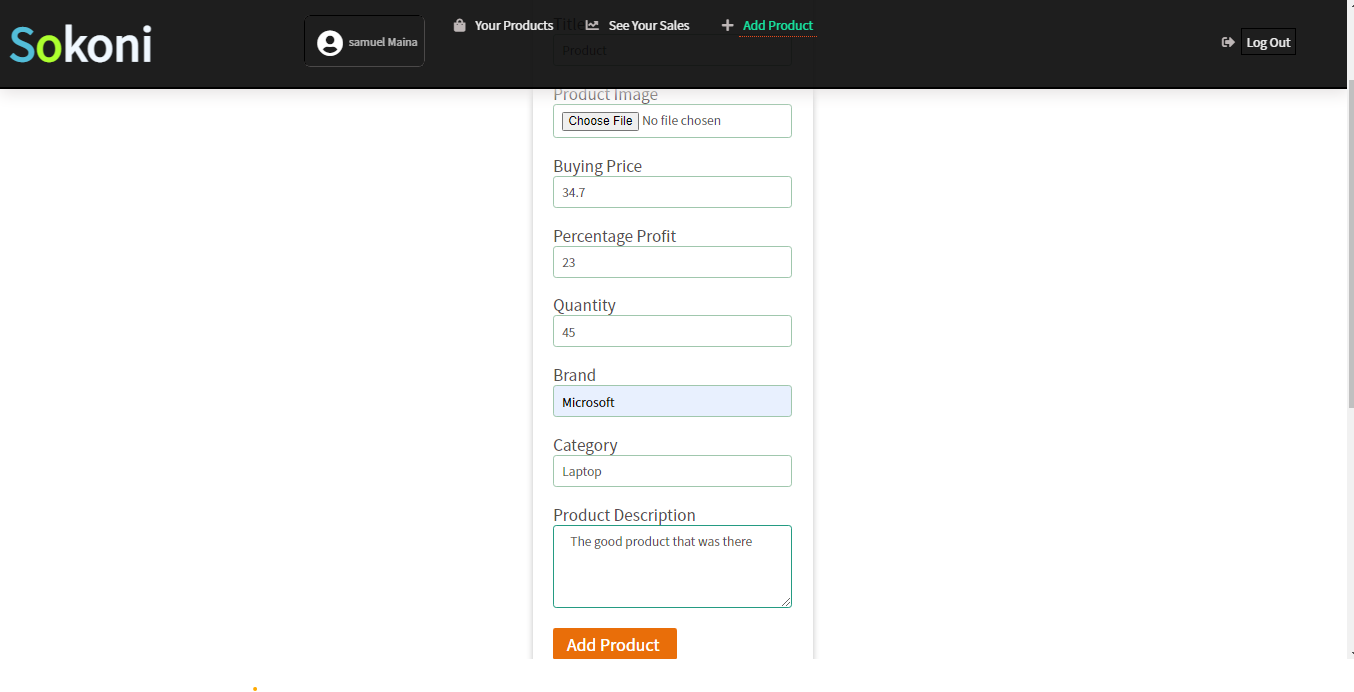 Sokoni
samuel Maina
Your Products
See Your Sales
Add Product
Log Out
Title
Product
Product Image
Choose File No file chosen
Buying Price
34.7
Percentage Profit
23
Quantity
45
Brand
Microsoft
Category
Laptop
Product Description
The good product that was there
Add Product